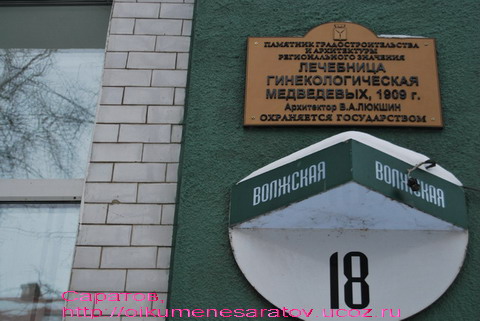 ПАМЯТНИК ГРАДОСТРОИТЕЛЬСТВА
И АРХИТЕКТУРЫ
РЕГИОНАЛЬНОГО ЗНАЧЕНИЯ
ЛЕЧЕБНИЦА
ГИНЕКОЛОГИЧЕСКАЯ
МЕДВЕДЕВЫХ, 1909 г.
Архитектор В.А.ЛЮКШИН
ОХРАНЯЕТСЯ ГОСУДАРСТВОМ
ВОЛЖСКАЯ
ВОЛЖСКАЯ
18
Саратов,
http://oikumenesaratov.ucoz.ru